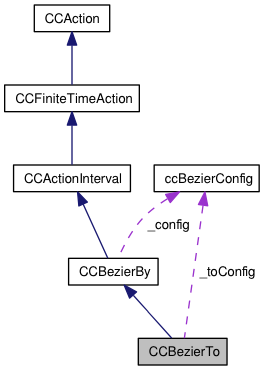 CCAction
CCFiniteTimeAction
CCActionInterval
ccBezierConfig
_config
_toConfig
CCBezierBy
CCBezierTo